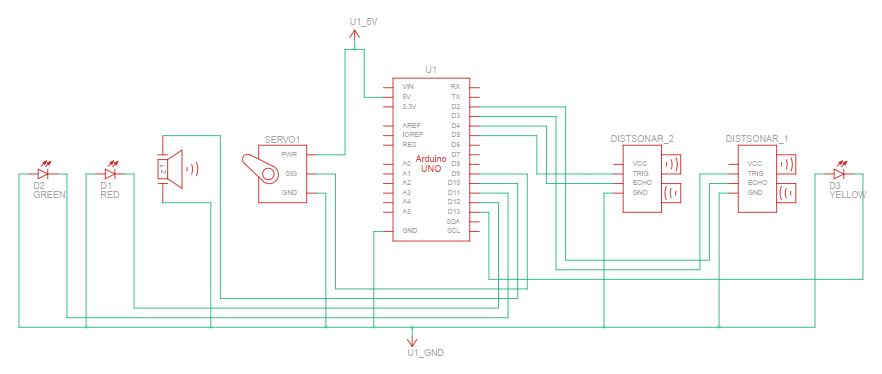 U1_5V
U1
VIN
5V
3.3V
AREF
IOREF
RES
A0
A1
A2
A3
A4
A5
GND
Arduino
UNO
RX
TX
D2
D3
D4
D5
D6
D7
D8
D9
D10
D11
D12
D13
SDA
SCL
SERVO1
PWR
SIG
GND
1 2
D2
GREEN
D1
RED
DISTSONAR_2
VCC
TRIG
ECHO
GND
DISTSONAR_1
VCC
TRIG
ECHO
GND
D3
YELLOW
U1_GND